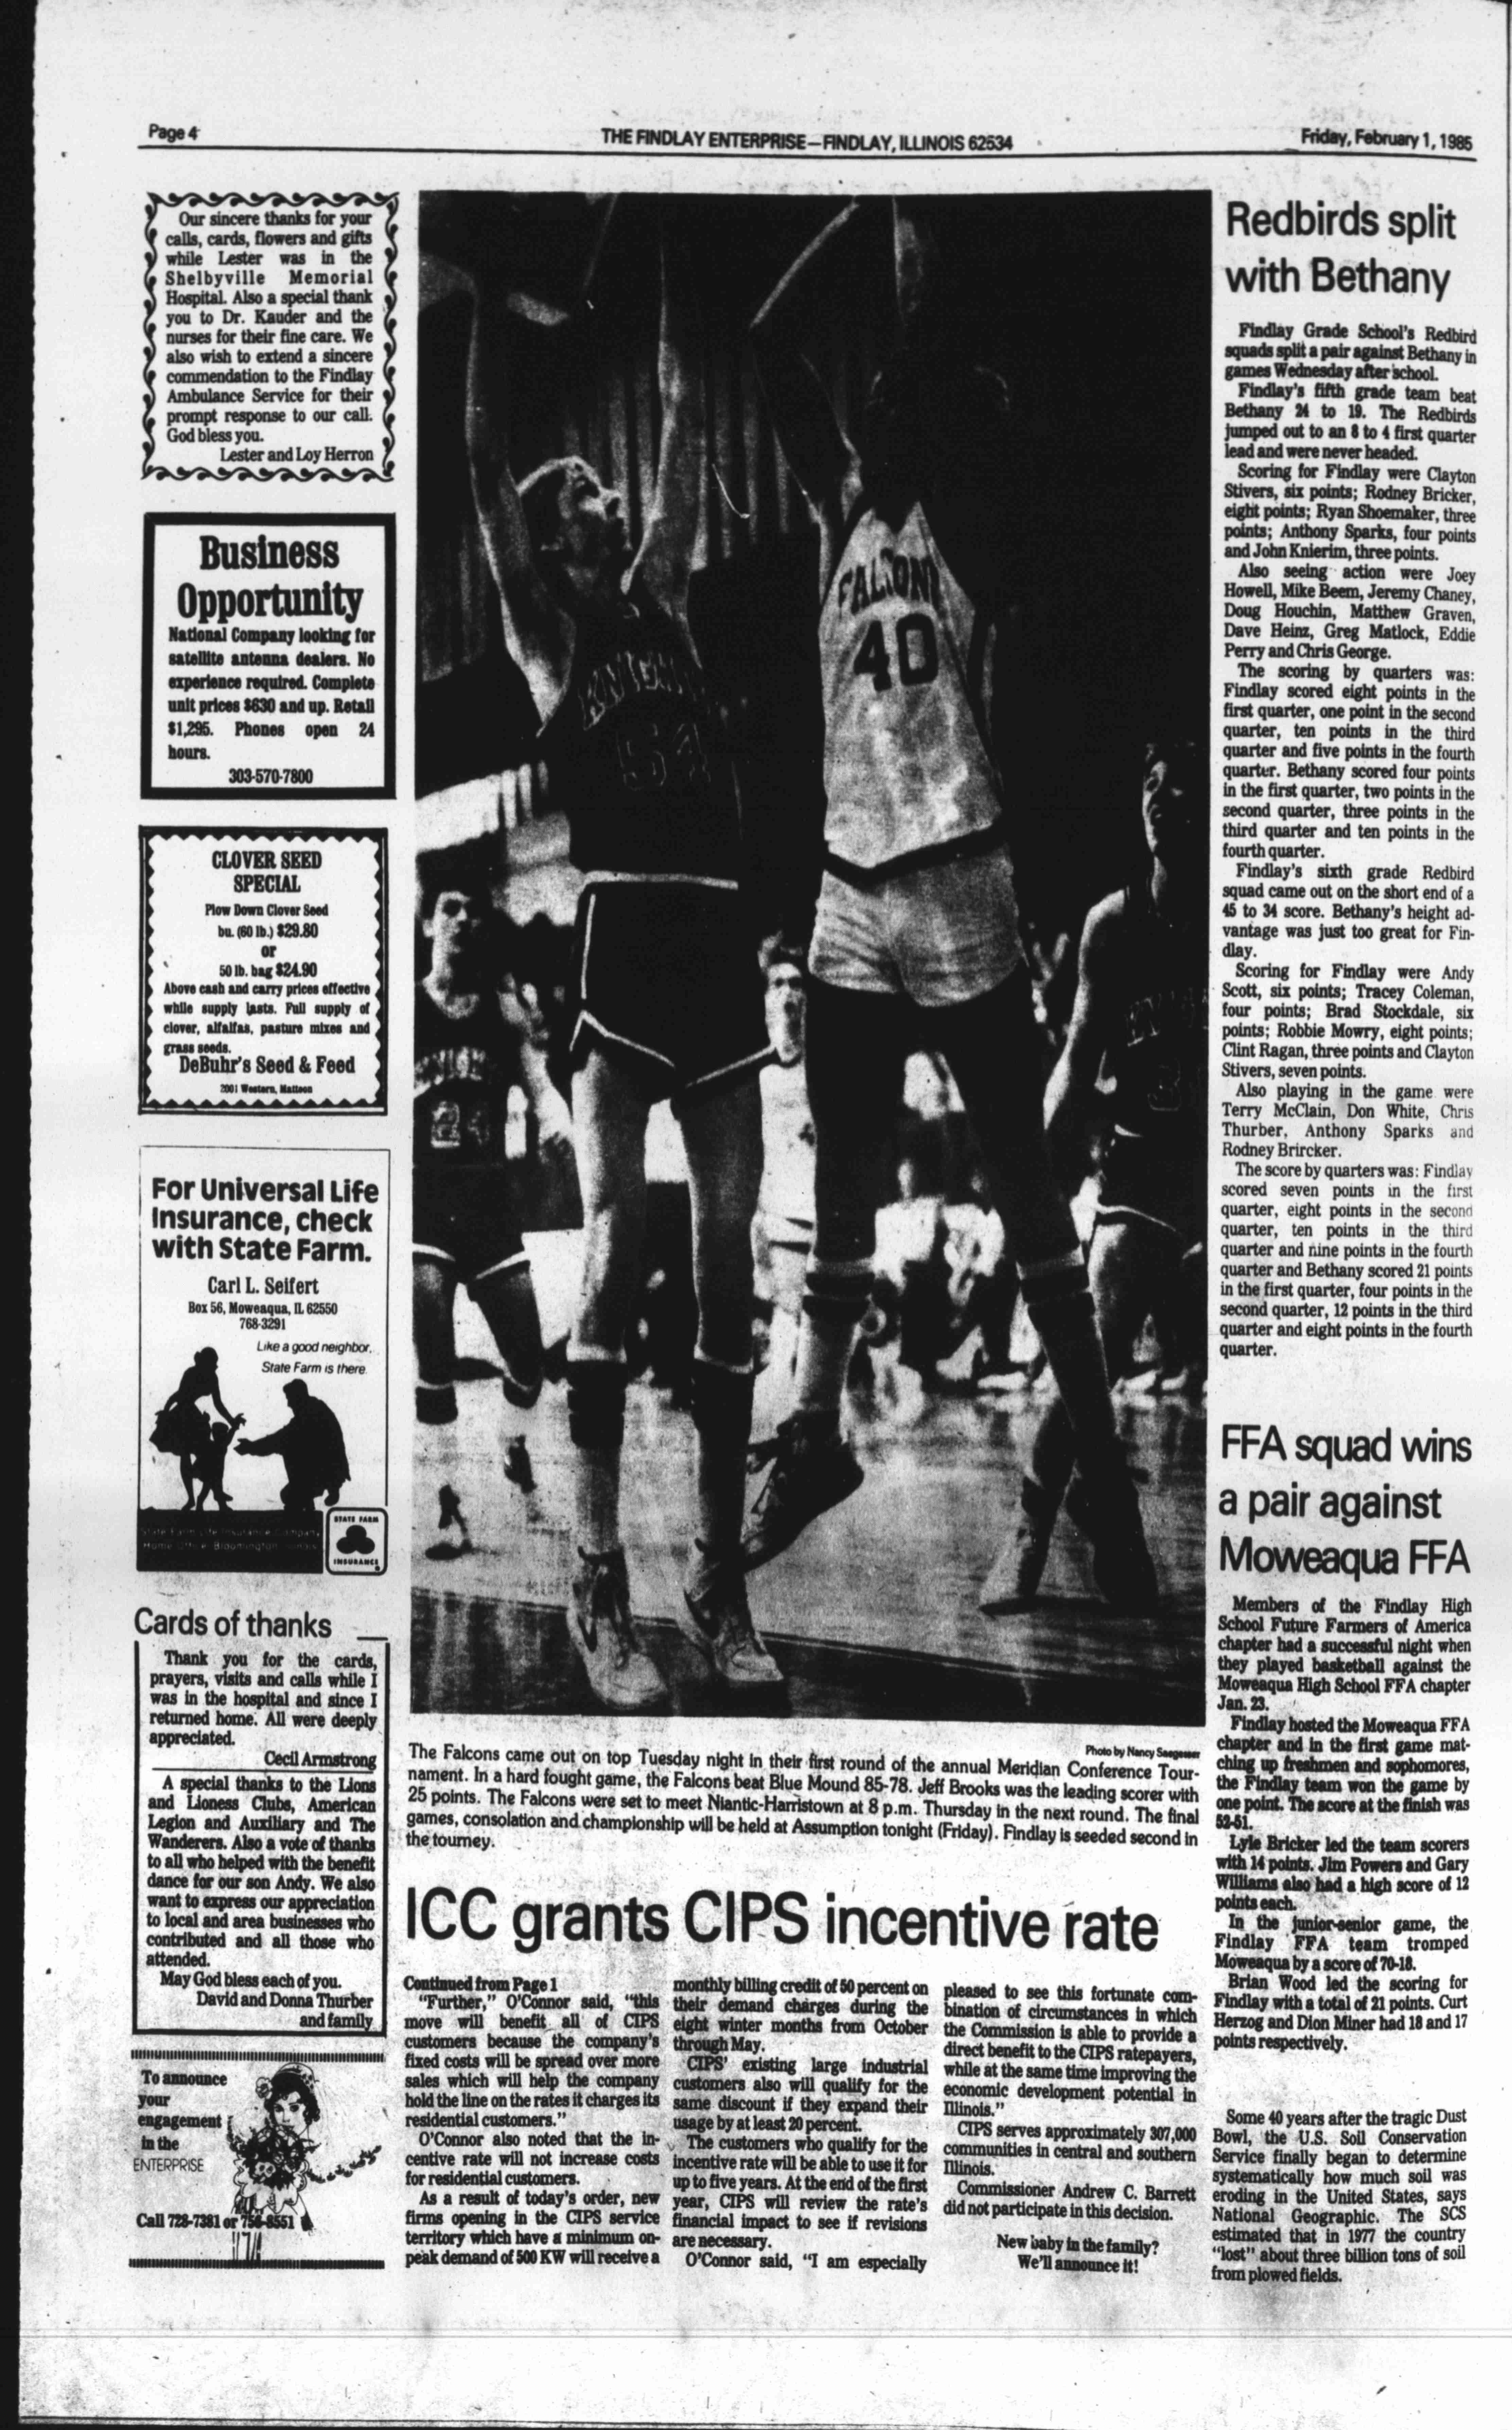 Page 4
THE FINDLAY ENTERPRISE—FINDLAY, ILLINOIS 62534
Friday, February 1, 1985
Our sincere thanks for your
calls, cards, flowers and gifts
while Lester was in the
Shelbyville Memorial
Hospital. Also a special thank
you to Dr. Kauder and the
nurses for their fine care. We
also wish to extend a sincere
commendation to the Findlay
Ambulance Service for their
prompt response to our call.
God bless you.
Lester and Loy Herron
Business
Opportunity
National Company looking for
satellite antenna dealers. No
experience required. Complete
unit prices $630 and up. Retail
$1,295. Phones open 24
hours.
303-570-7800
CLOVER SEED
SPECIAL
Plow Down Clover Seed
bu. (60 lb.) $29.80
or
50 lb. bag $24.90
Above cash and carry prices effective
while supply lasts. Full supply of
clover, alfalfas, pasture mixes and
grass seeds.
DeBuhr's Seed & Feed
2001 Western, Mattoon
For Universal Life
Insurance, check
with State Farm.
Carl L. Seifert
Box 56, Moweaqua, IL 62550
768-3291
Like a good neighbor,
State Farm is there.
State Farm Life Insurance Company
Home Office: Bloomington, Illinois
STATE FARM
INSURANCE
Cards of thanks
Thank you for the cards,
prayers, visits and calls while I
was in the hospital and since I
returned home. All were deeply
appreciated.
Cecil Armstrong
A special thanks to the Lions
and Lioness Clubs, American
Legion and Auxiliary and The
Wanderers. Also a vote of thanks
to all who helped with the benefit
dance for our son Andy. We also
want to express our appreciation
to local and area businesses who
contributed and all those who
attended.
May God bless each of you.
David and Donna Thurber
and family
To announce
your
engagement
in the
ENTERPRISE
Call 728-7381 or 756-8551
FALCONS
40
KNIGHTS
54
KNIGHTS
24
Photo by Nancy Saegesser
The Falcons came out on top Tuesday night in their first round of the annual Meridian Conference Tour-
nament. In a hard fought game, the Falcons beat Blue Mound 85-78. Jeff Brooks was the leading scorer with
25 points. The Falcons were set to meet Niantic-Harristown at 8 p.m. Thursday in the next round. The final
games, consolation and championship will be held at Assumption tonight (Friday). Findlay is seeded second in
the tourney.
ICC grants CIPS incentive rate
Continued from Page 1
"Further," O'Connor said, "this
move will benefit all of CIPS
customers because the company's
fixed costs will be spread over more
sales which will help the company
hold the line on the rates it charges its
residential customers."
O'Connor also noted that the in-
centive rate will not increase costs
for residential customers.
As a result of today's order, new
firms opening in the CIPS service
territory which have a minimum on-
peak demand of 500 KW will receive a
monthly billing credit of 50 percent on
their demand charges during the
eight winter months from October
through May.
CIPS' existing large industrial
customers also will qualify for the
same discount if they expand their
usage by at least 20 percent.
The customers who qualify for the
incentive rate will be able to use it for
up to five years. At the end of the first
year, CIPS will review the rate's
financial impact to see if revisions
are necessary.
O'Connor said, "I am especially
pleased to see this fortunate com-
bination of circumstances in which
the Commission is able to provide a
direct benefit to the CIPS ratepayers,
while at the same time improving the
economic development potential in
Illinois."
CIPS serves approximately 307,000
communities in central and southern
Illinois.
Commissioner Andrew C. Barrett
did not participate in this decision.
New baby in the family?
We'll announce it!
Redbirds split
with Bethany
Findlay Grade School's Redbird
squads split a pair against Bethany in
games Wednesday after school.
Findlay's fifth grade team beat
Bethany 24 to 19. The Redbirds
jumped out to an 8 to 4 first quarter
lead and were never headed.
Scoring for Findlay were Clayton
Stivers, six points; Rodney Bricker,
eight points; Ryan Shoemaker, three
points; Anthony Sparks, four points
and John Knierim, three points.
Also seeing action were Joey
Howell, Mike Beem, Jeremy Chaney,
Doug Houchin, Matthew Graven,
Dave Heinz, Greg Matlock, Eddie
Perry and Chris George.
The scoring by quarters was:
Findlay scored eight points in the
first quarter, one point in the second
quarter, ten points in the third
quarter and five points in the fourth
quarter. Bethany scored four points
in the first quarter, two points in the
second quarter, three points in the
third quarter and ten points in the
fourth quarter.
Findlay's sixth grade Redbird
squad came out on the short end of a
45 to 34 score. Bethany's height ad-
vantage was just too great for Fin-
dlay.
Scoring for Findlay were Andy
Scott, six points; Tracey Coleman,
four points; Brad Stockdale, six
points; Robbie Mowry, eight points;
Clint Ragan, three points and Clayton
Stivers, seven points.
Also playing in the game were
Terry McClain, Don White, Chris
Thurber, Anthony Sparks and
Rodney Brircker.
The score by quarters was: Findlay
scored seven points in the first
quarter, eight points in the second
quarter, ten points in the third
quarter and nine points in the fourth
quarter and Bethany scored 21 points
in the first quarter, four points in the
second quarter, 12 points in the third
quarter and eight points in the fourth
quarter.
FFA squad wins
a pair against
Moweaqua FFA
Members of the Findlay High
School Future Farmers of America
chapter had a successful night when
they played basketball against the
Moweaqua High School FFA chapter
Jan. 23.
Findlay hosted the Moweaqua FFA
chapter and in the first game mat-
ching up freshmen and sophomores,
the Findlay team won the game by
one point. The score at the finish was
52-51.
Lyle Bricker led the team scorers
with 14 points. Jim Powers and Gary
Williams also had a high score of 12
points each.
In the junior-senior game, the
Findlay FFA team tromped
Moweaqua by a score of 70-18.
Brian Wood led the scoring for
Findlay with a total of 21 points. Curt
Herzog and Dion Miner had 18 and 17
points respectively.
Some 40 years after the tragic Dust
Bowl, the U.S. Soil Conservation
Service finally began to determine
systematically how much soil was
eroding in the United States, says
National Geographic. The SCS
estimated that in 1977 the country
"lost" about three billion tons of soil
from plowed fields.